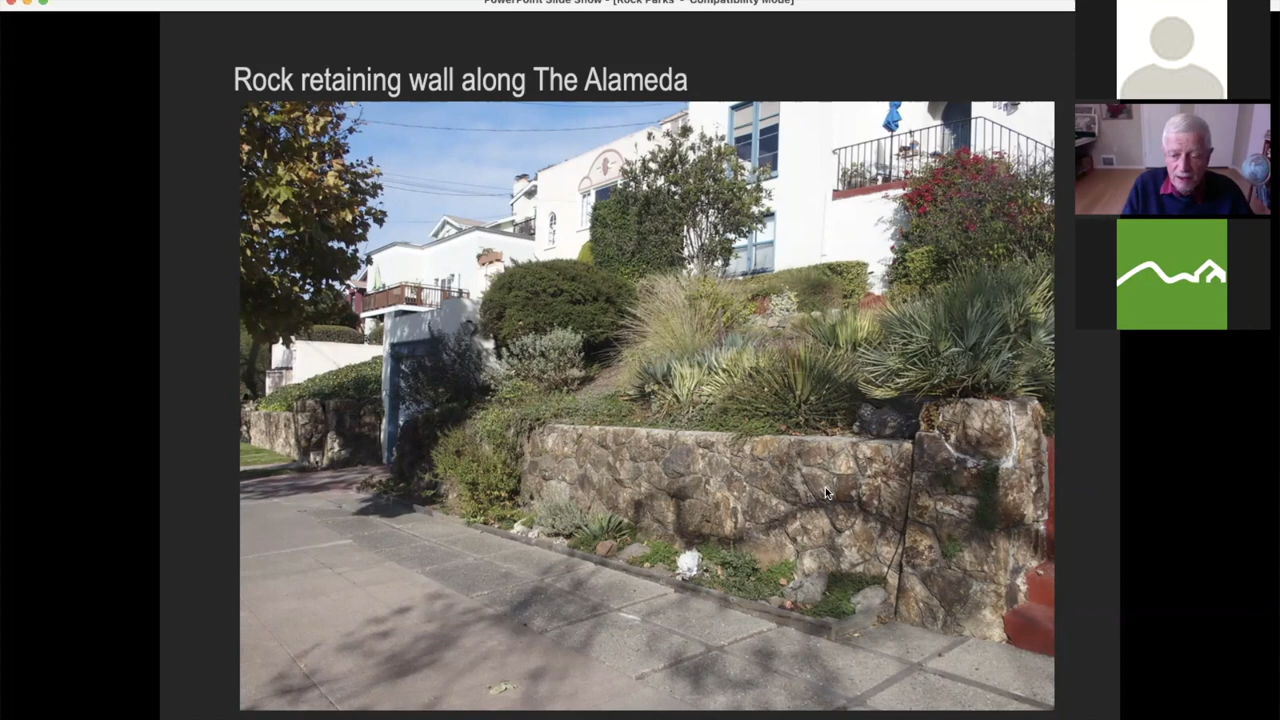 PowerPoint Slide Show - [Rock Parks - Compatibility Mode]
Rock retaining wall along The Alameda